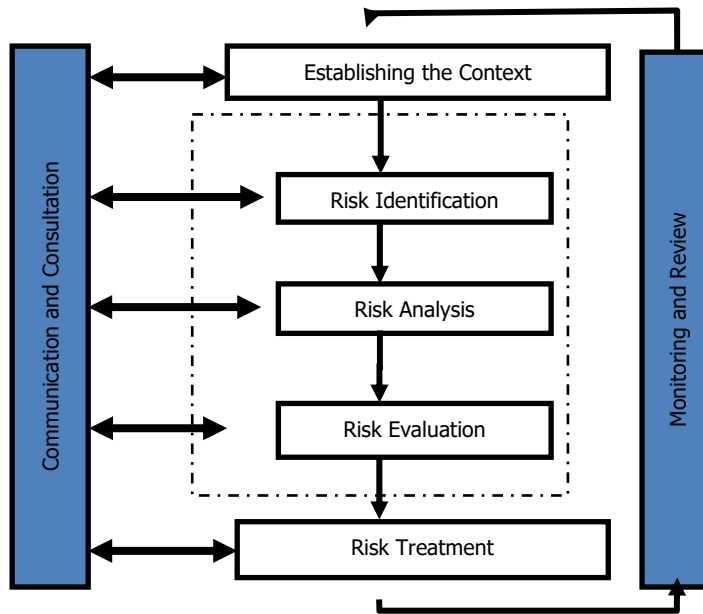 Establishing the Context
Communication and Consultation
Risk Identification
Risk Analysis
Risk Evaluation
Risk Treatment
Monitoring and Review